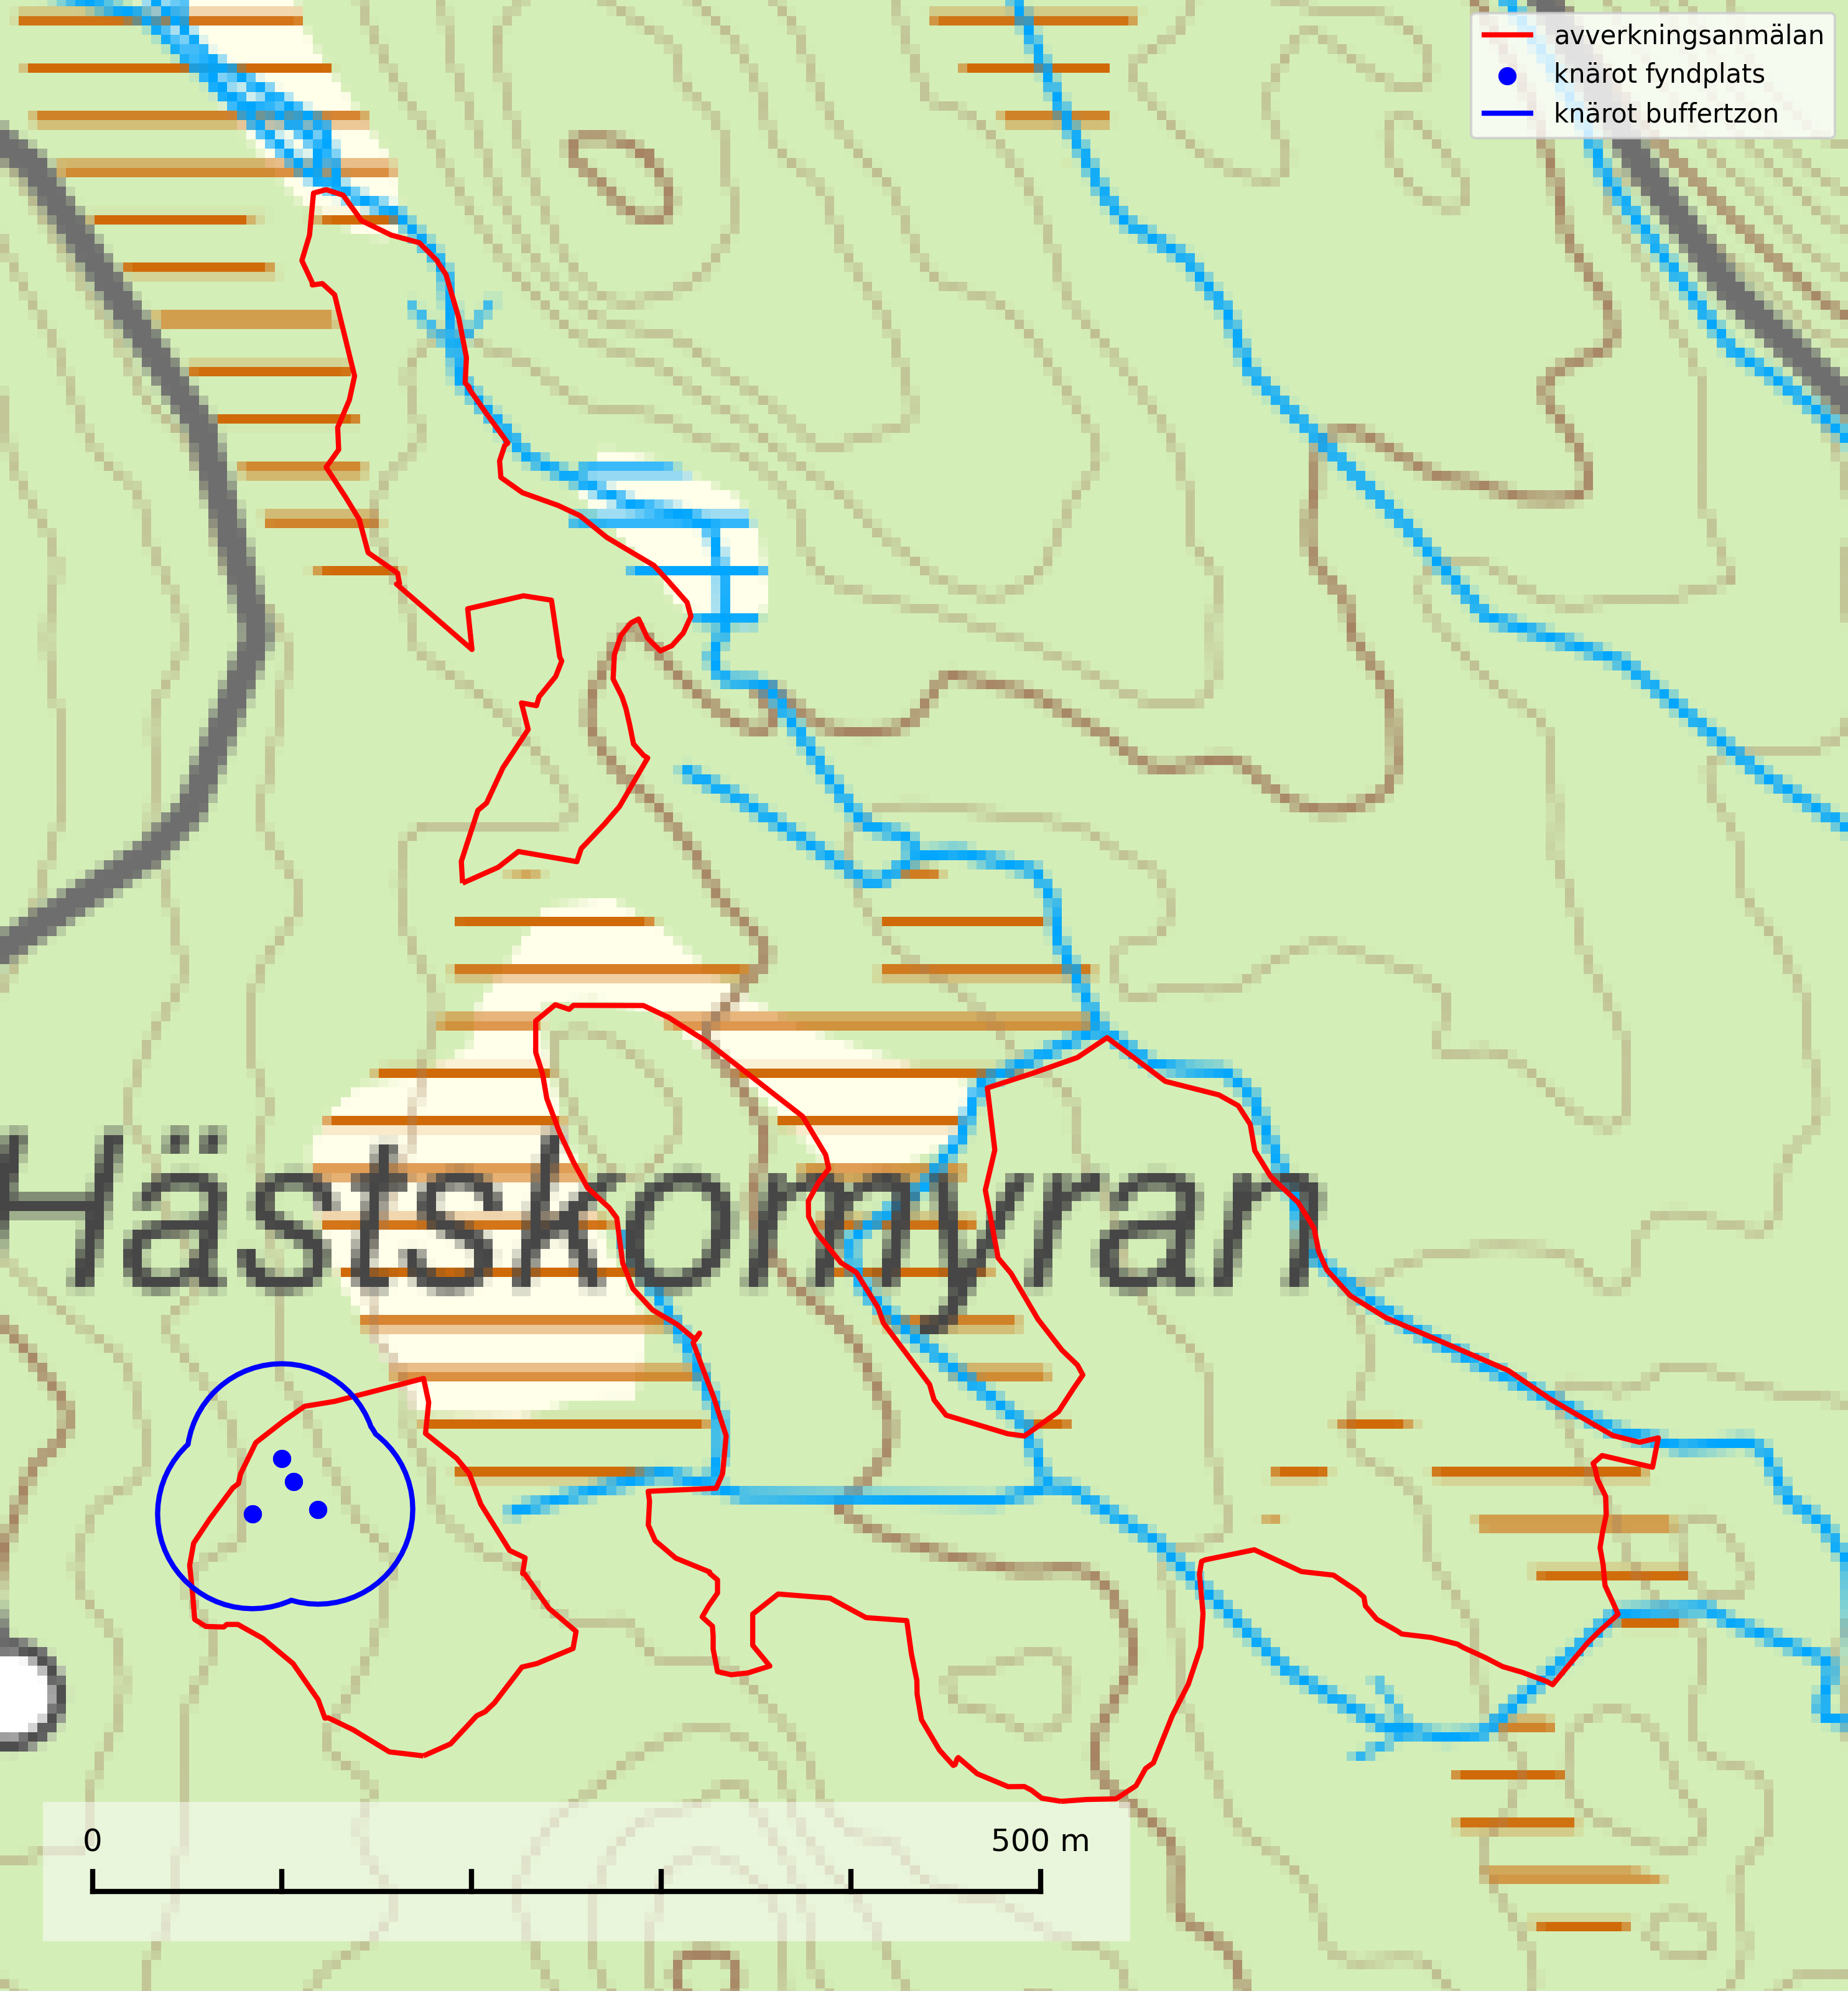 avverkningsanmälan
knärot fyndplats
knärot buffertzon
Hästskomyran
0 500 m